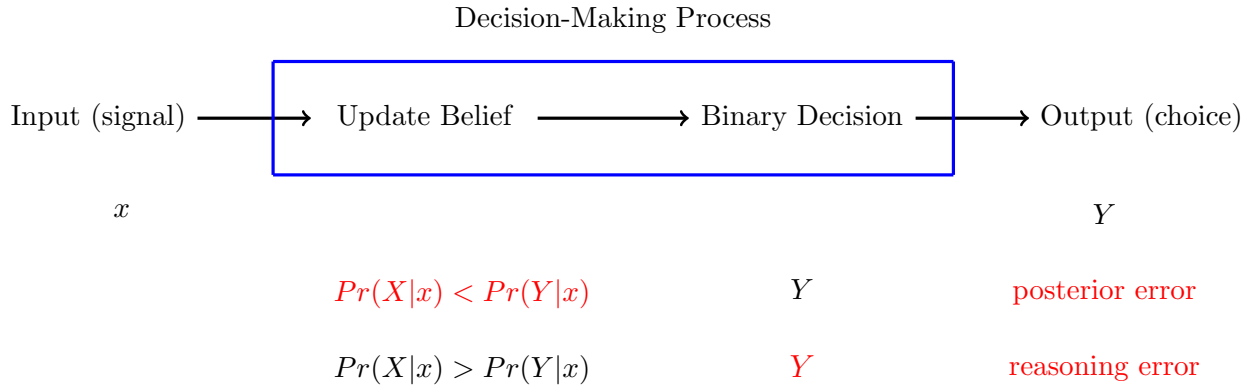 Decision-Making Process
Input (signal) Update Belief Binary Decision Output (choice)
x Y
Pr(X|x) < Pr(Y|x) Y posterior error
Pr(X|x) > Pr(Y|x) Y reasoning error